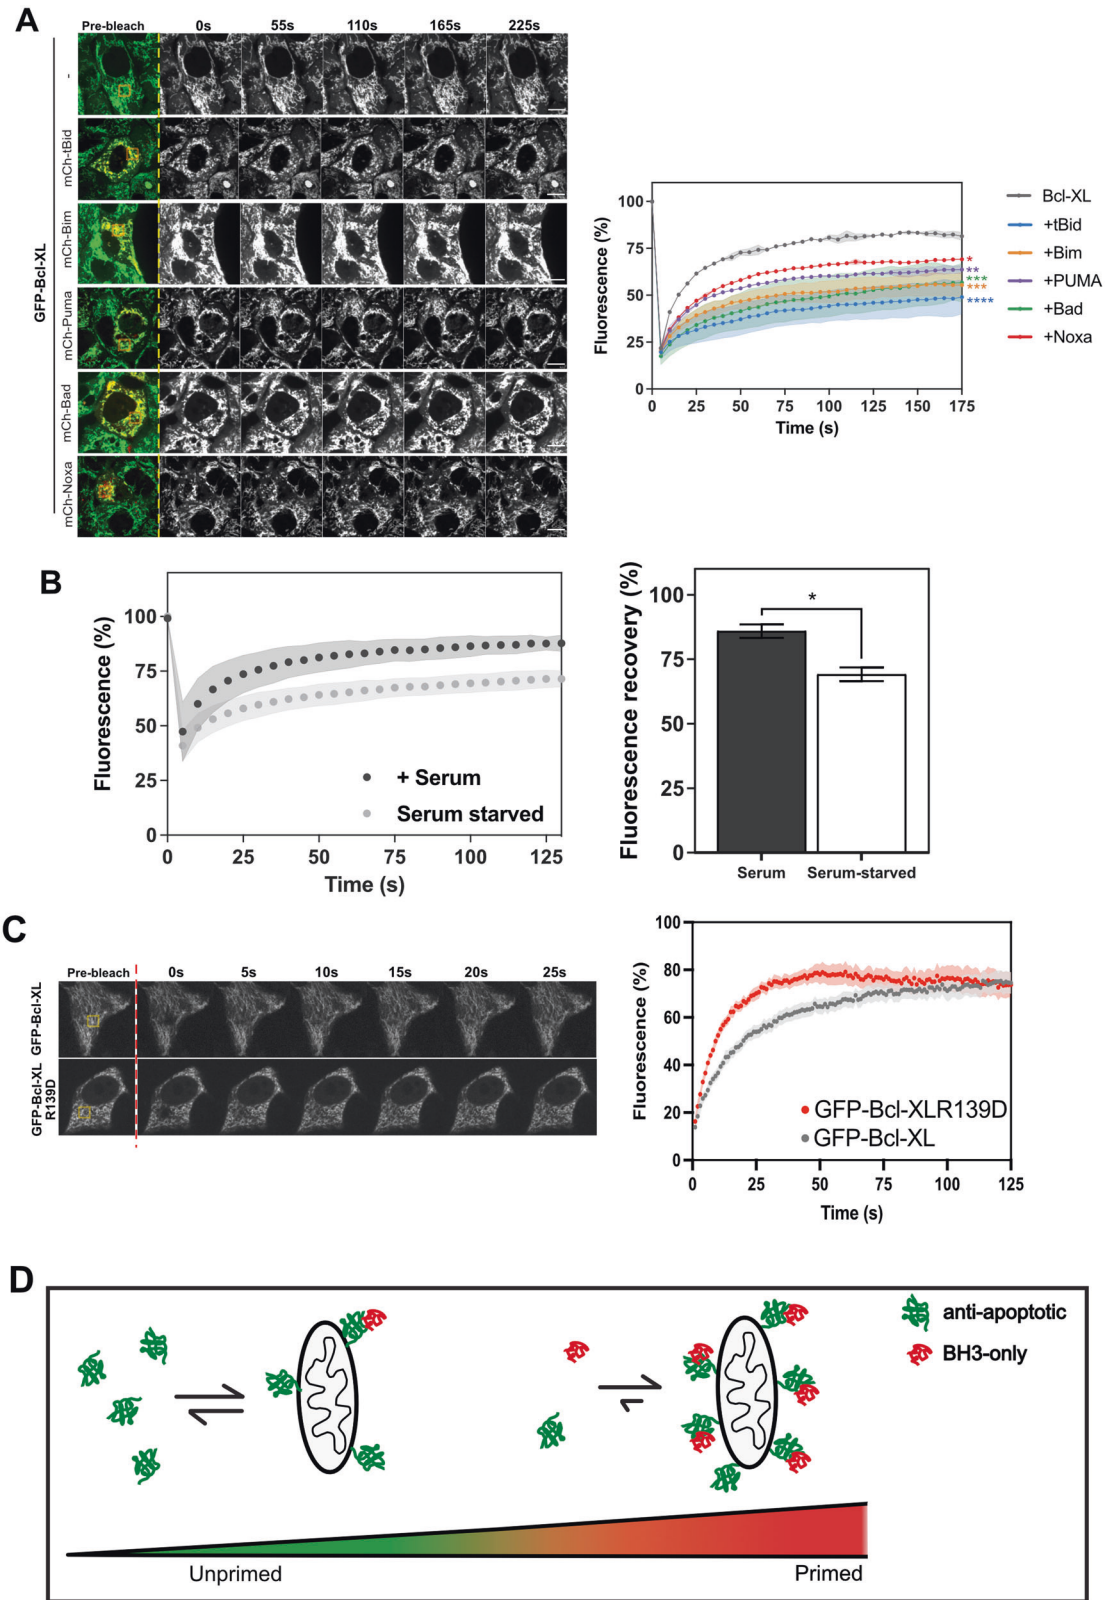 A
Pre-bleach 0s 55s 110s 165s 225s
GFP-Bcl-XL
-
mCh-tBid
mCh-Bim
mCh-Puma
mCh-Bad
mCh-Noxa
Fluorescence (%)
100
75
50
25
0
0 25 50 75 100 125 150 175
Time (s)
*
**
***
***
****
Bcl-XL
+tBid
+Bim
+PUMA
+Bad
+Noxa
B
Fluorescence (%)
100
75
50
25
0
0 25 50 75 100 125
Time (s)
+ Serum
Serum starved
Fluorescence recovery (%)
100
75
50
25
0
*
Serum Serum-starved
C
Pre-bleach 0s 5s 10s 15s 20s 25s
GFP-Bcl-XL
GFP-Bcl-XL
R139D
Fluorescence (%)
100
80
60
40
20
0
0 25 50 75 100 125
Time (s)
GFP-Bcl-XLR139D
GFP-Bcl-XL
D
anti-apoptotic
BH3-only
Unprimed Primed